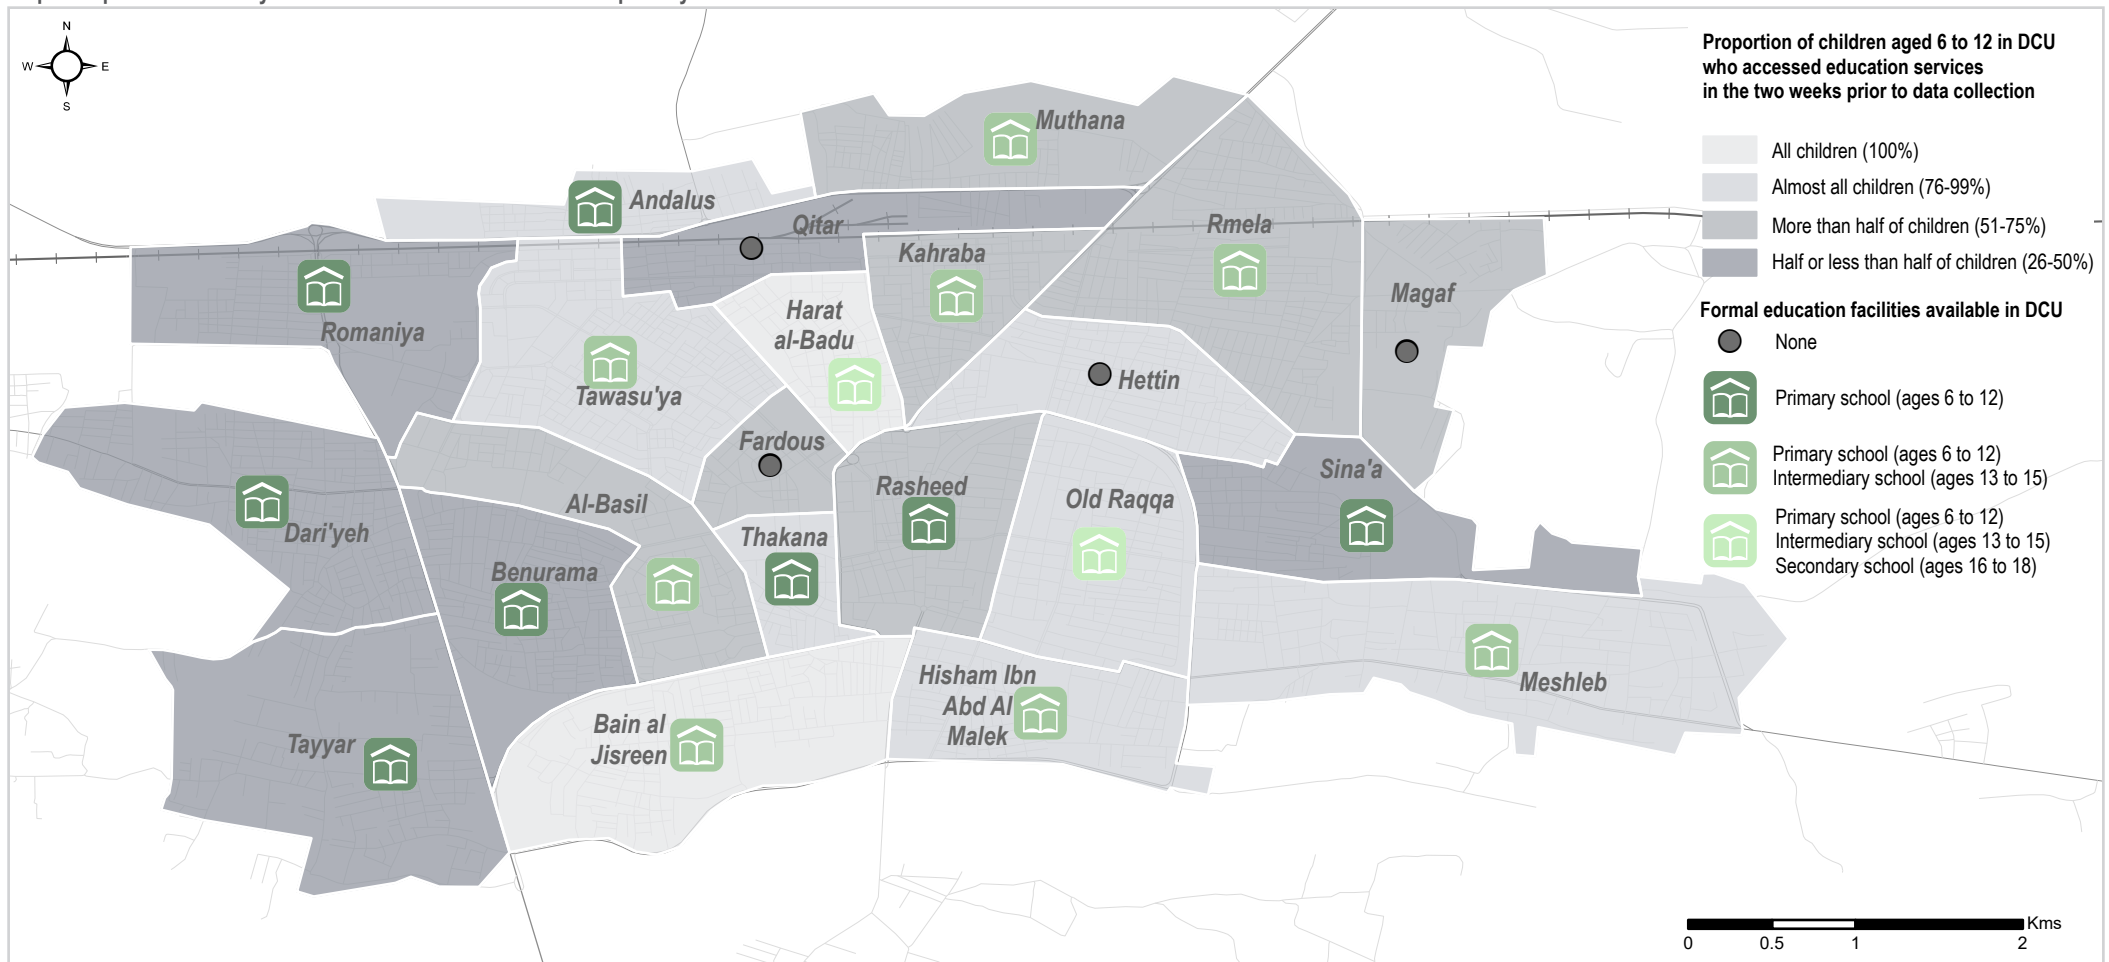 N
W
E
S
Proportion of children aged 6 to 12 in DCU
who accessed education services
in the two weeks prior to data collection
All children (100%)
Almost all children (76-99%)
More than half of children (51-75%)
Half or less than half of children (26-50%)
Formal education facilities available in DCU
None
Primary school (ages 6 to 12)
Primary school (ages 6 to 12)
Intermediary school (ages 13 to 15)
Primary school (ages 6 to 12)
Intermediary school (ages 13 to 15)
Secondary school (ages 16 to 18)
Muthana
Andalus
Qitar
Rmela
Kahraba
Magaf
Harat
al-Badu
Romaniya
Tawasu'ya
Hettin
Fardous
Sina'a
Rasheed
Old Raqqa
Al-Basil
Dari'yeh
Thakana
Benurama
Hisham Ibn
Abd Al
Malek
Meshleb
Bain al
Jisreen
Tayyar
Kms
0
0.5
1
2